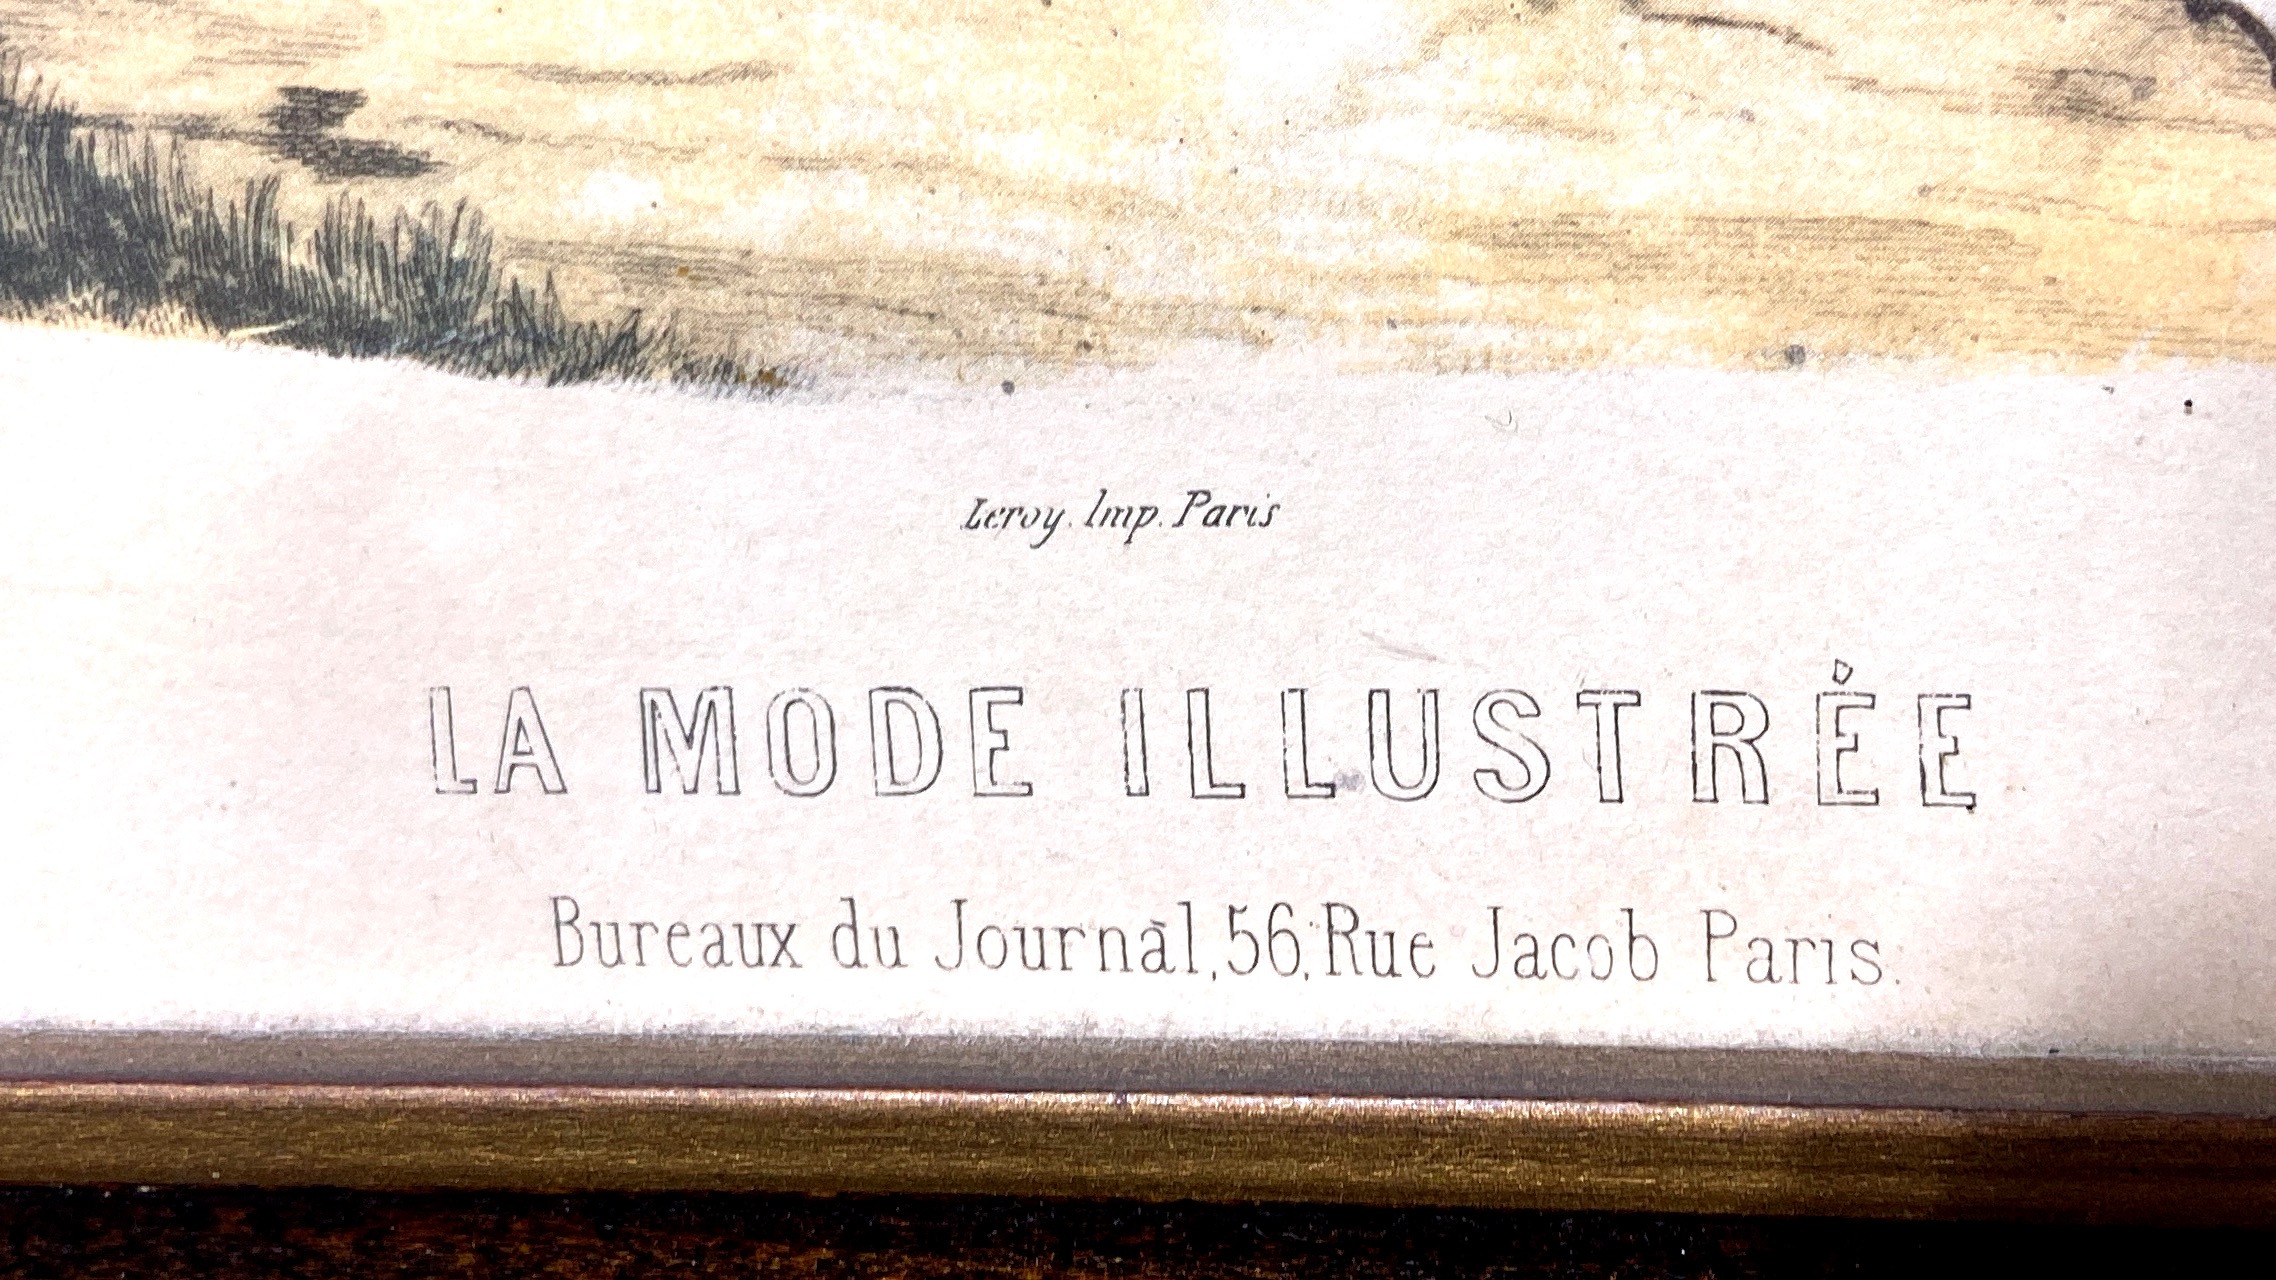 Leroy. Imp. Paris
LA MODE ILLUSTRÉE
Bureaux du Journal, 56, Rue Jacob Paris.